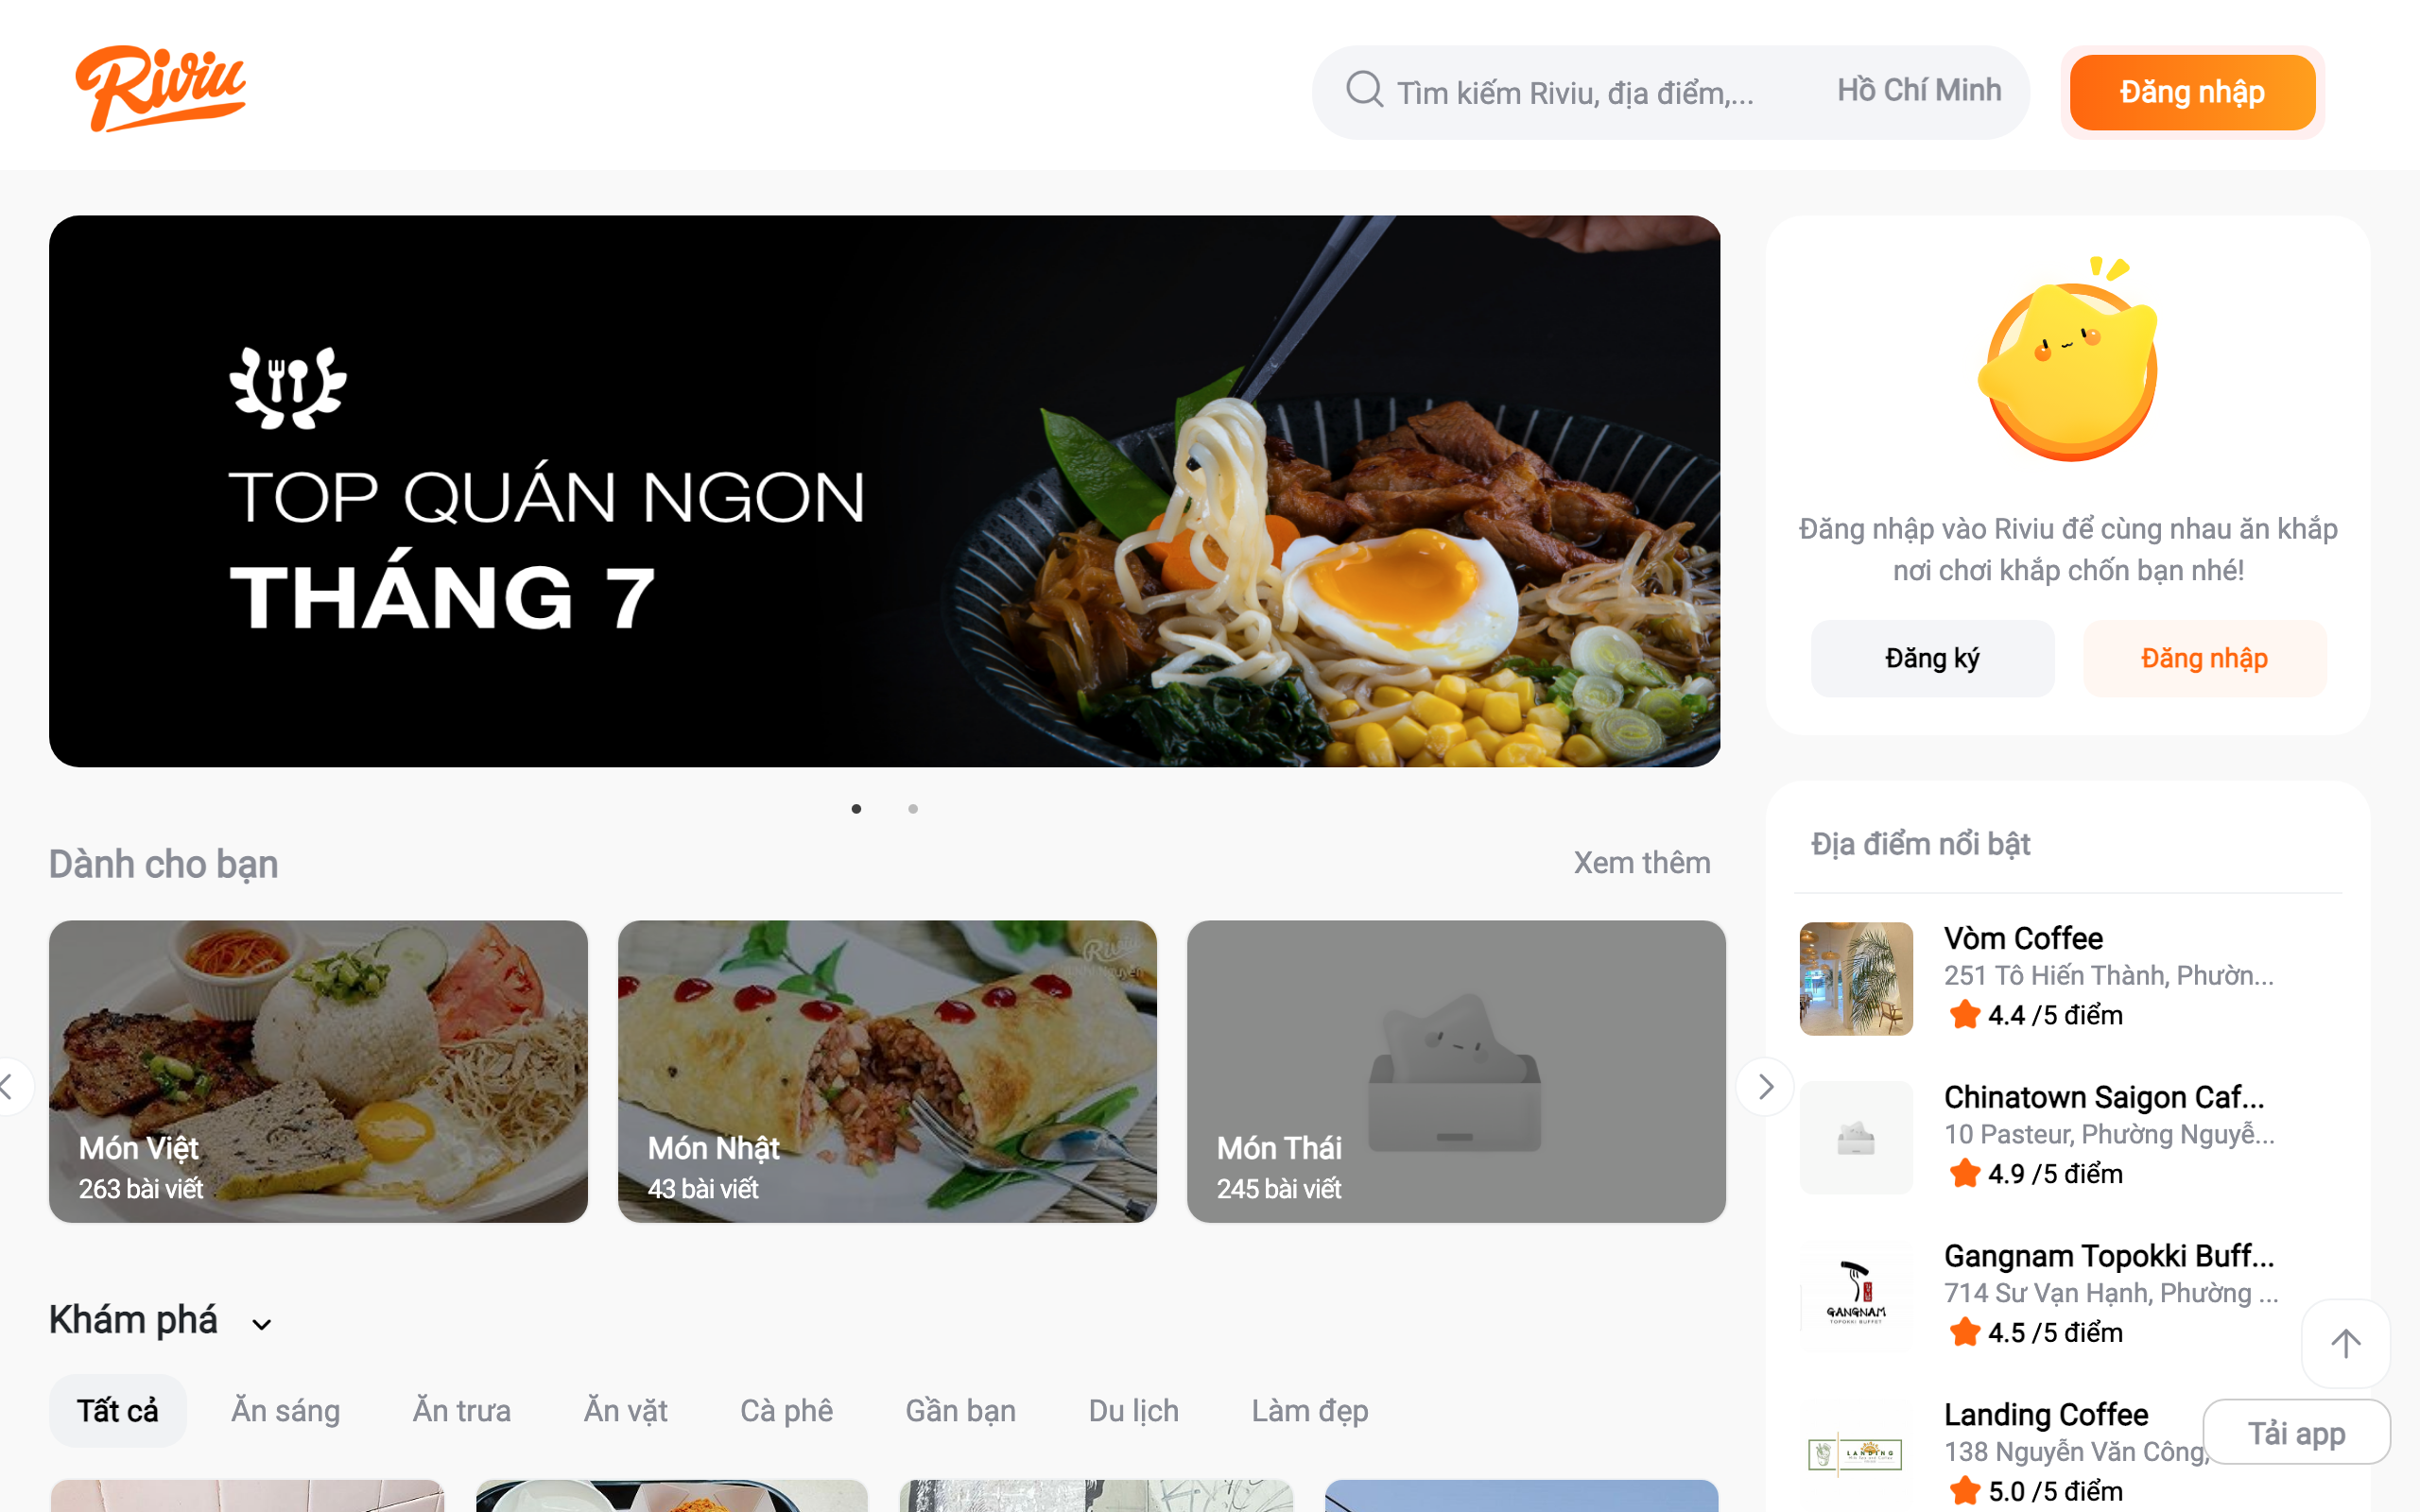 Riviu
Tìm kiếm Riviu, địa điểm,...
Hồ Chí Minh
Đăng nhập
TOP QUÁN NGON
THÁNG 7
Đăng nhập vào Riviu để cùng nhau ăn khắp
nơi chơi khắp chốn bạn nhé!
Đăng ký
Đăng nhập
Dành cho bạn
Xem thêm
Riviu
Món Việt
263 bài viết
Món Nhật
43 bài viết
Món Thái
245 bài viết
Địa điểm nổi bật
Vòm Coffee
251 Tô Hiến Thành, Phườn...
4.4 /5 điểm
Chinatown Saigon Caf...
10 Pasteur, Phường Nguyễ...
4.9 /5 điểm
GANGNAM
TOPOKKI BUFFET
Gangnam Topokki Buff...
714 Sư Vạn Hạnh, Phường ...
4.5 /5 điểm
LANDING
Landing Coffee
138 Nguyễn Văn Công,
5.0 /5 điểm
Tải app
Khám phá
Tất cả
Ăn sáng
Ăn trưa
Ăn vặt
Cà phê
Gần bạn
Du lịch
Làm đẹp